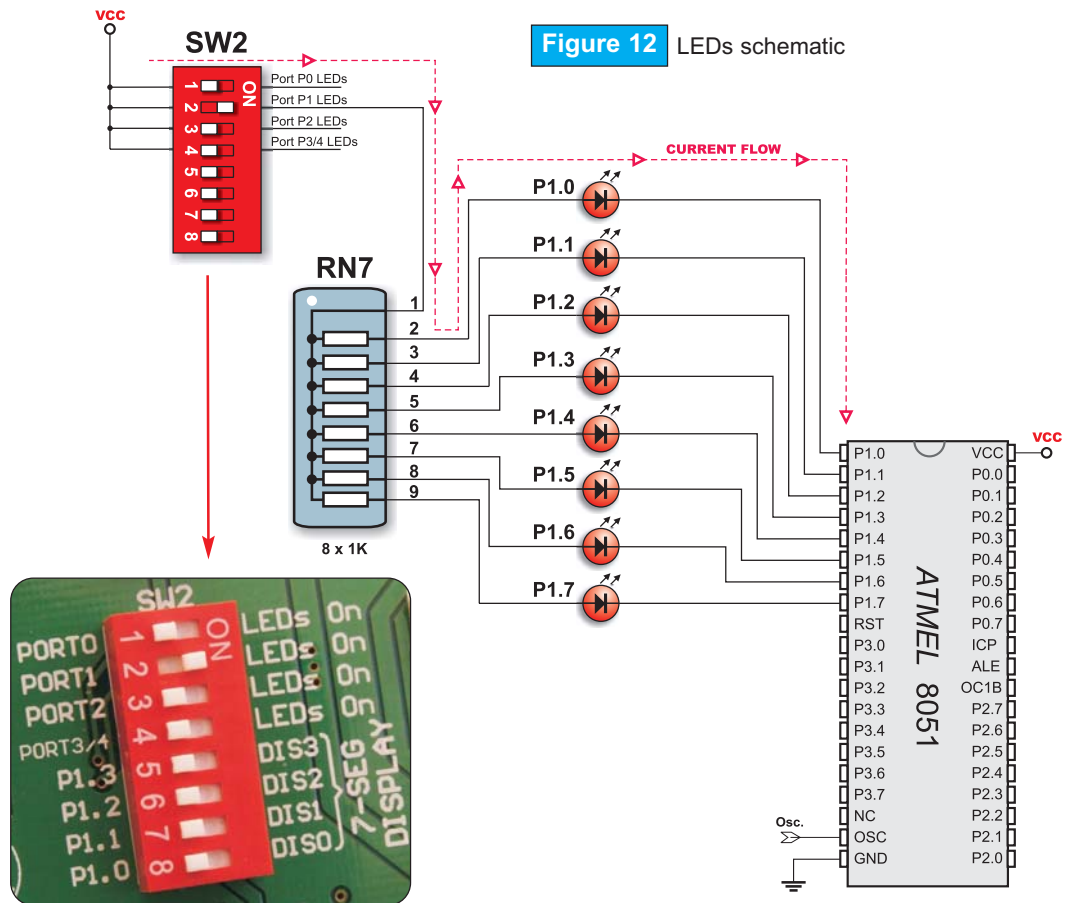 VCC
SW2
Figure 12 LEDs schematic
ON
1
2
3
4
5
6
7
8
Port P0 LEDs
Port P1 LEDs
Port P2 LEDs
Port P3/4 LEDs
CURRENT FLOW
RN7
1
2
3
4
5
6
7
8
9
8 x 1K
P1.0
P1.1
P1.2
P1.3
P1.4
P1.5
P1.6
P1.7
VCC
P1.0
P1.1
P1.2
P1.3
P1.4
P1.5
P1.6
P1.7
RST
P3.0
P3.1
P3.2
P3.3
P3.4
P3.5
P3.6
P3.7
NC
OSC
GND
Osc.
ATMEL 8051
VCC
P0.0
P0.1
P0.2
P0.3
P0.4
P0.5
P0.6
P0.7
ICP
ALE
OC1B
P2.7
P2.6
P2.5
P2.4
P2.3
P2.2
P2.1
P2.0
SW2
ON
PORT0 1 LEDs On
PORT1 2 LEDs On
PORT2 3 LEDs On
PORT3/4 4 LEDs On
P1.3 5 DIS3
P1.2 6 DIS2
P1.1 7 DIS1
P1.0 8 DIS0
7-SEG
DISPLAY